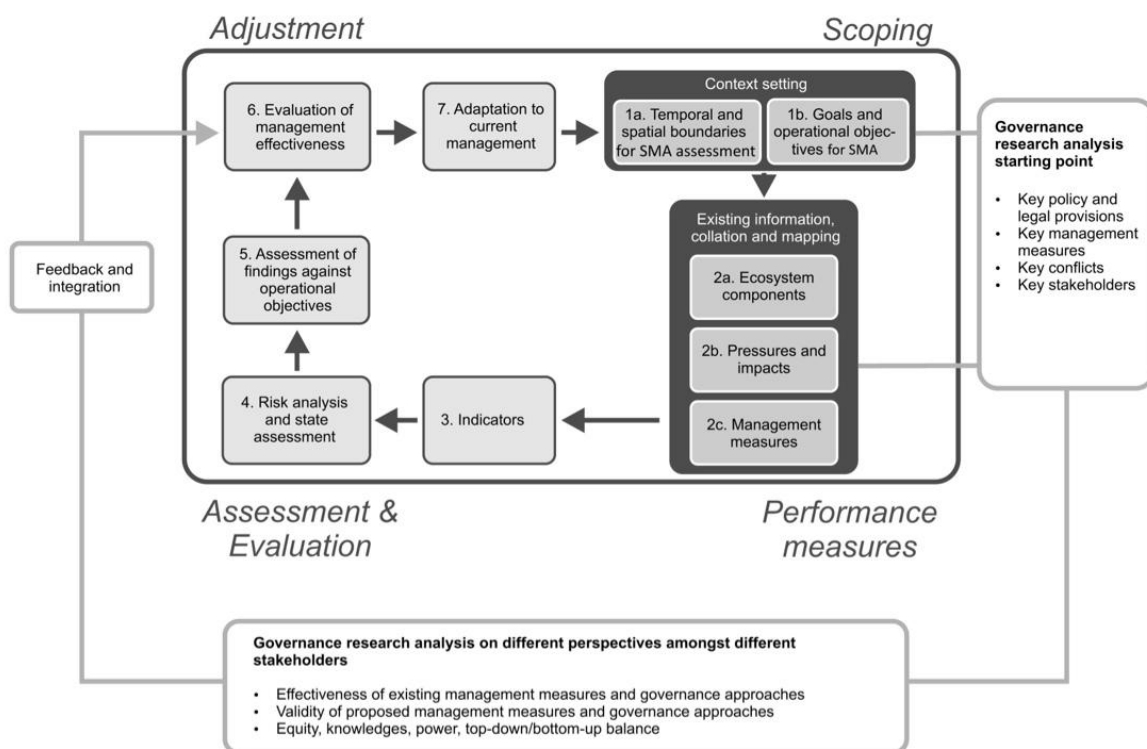 Adjustment
Scoping
6. Evaluation of
management
effectiveness
7. Adaptation to
current
management
Context setting
1a. Temporal and
spatial boundaries
for SMA assessment
1b. Goals and
operational objec-
tives for SMA
Governance
research analysis
starting point
• Key policy and
legal provisions
• Key management
measures
• Key conflicts
• Key stakeholders
Feedback and
integration
5. Assessment of
findings against
operational
objectives
Existing information,
collation and mapping
2a. Ecosystem
components
2b. Pressures and
impacts
2c. Management
measures
4. Risk analysis
and state
assessment
3. Indicators
Assessment &
Evaluation
Performance
measures
Governance research analysis on different perspectives amongst different
stakeholders
• Effectiveness of existing management measures and governance approaches
• Validity of proposed management measures and governance approaches
• Equity, knowledges, power, top-down/bottom-up balance